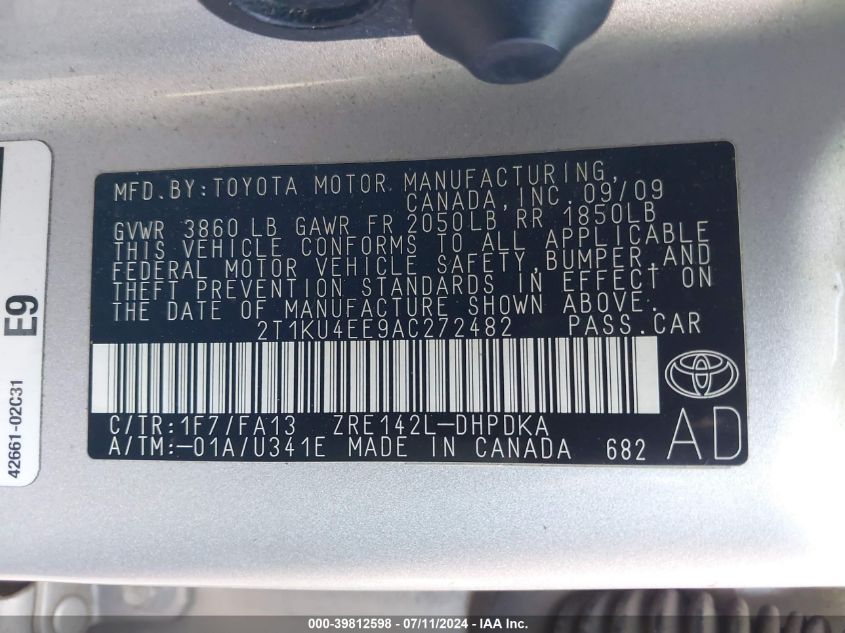 MFD. BY: TOYOTA MOTOR MANUFACTURING,
CANADA, INC. 09/09
GVWR 3860 LB GAWR FR 2050LB RR 1850LB
THIS VEHICLE CONFORMS TO ALL APPLICABLE
FEDERAL MOTOR VEHICLE SAFETY, BUMPER, AND
THEFT PREVENTION STANDARDS IN EFFECT ON
THE DATE OF MANUFACTURE SHOWN ABOVE.
2T1KU4EE9AC272482 PASS. CAR
C/TR: 1F7/FA13 ZRE142L-DHPDKA
A/TM: -01A/U341E MADE IN CANADA 682
AD
E9
42661-02C31
000-39812598 - 07/11/2024 - IAA Inc.